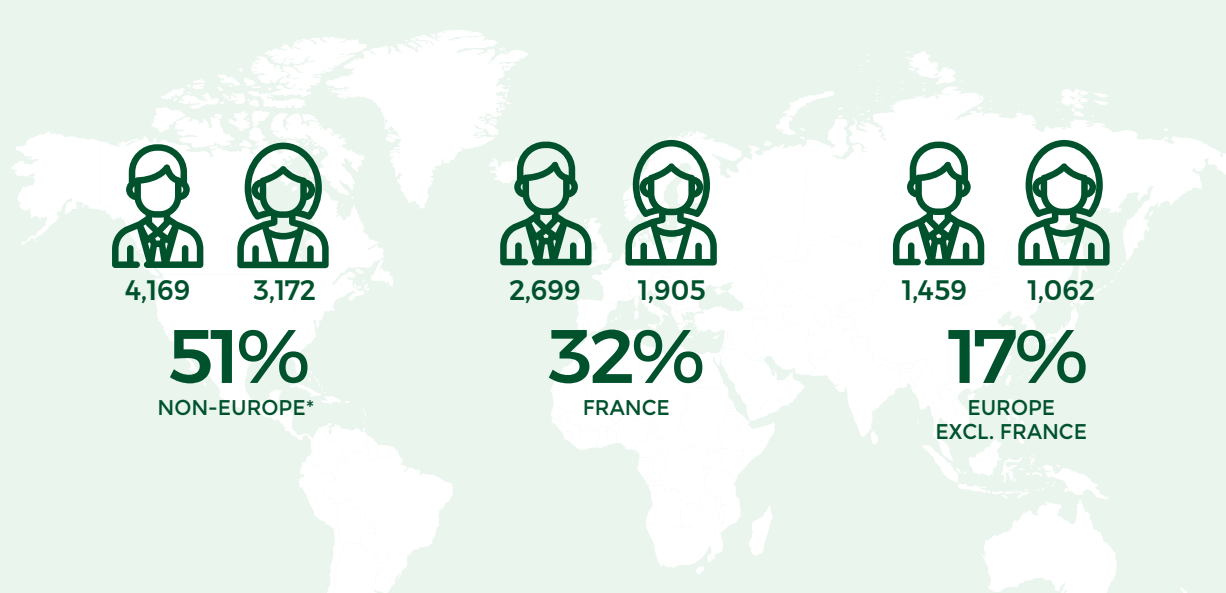 4,169 3,172
51%
NON-EUROPE*
2,699 1,905
32%
FRANCE
1,459 1,062
17%
EUROPE
EXCL. FRANCE